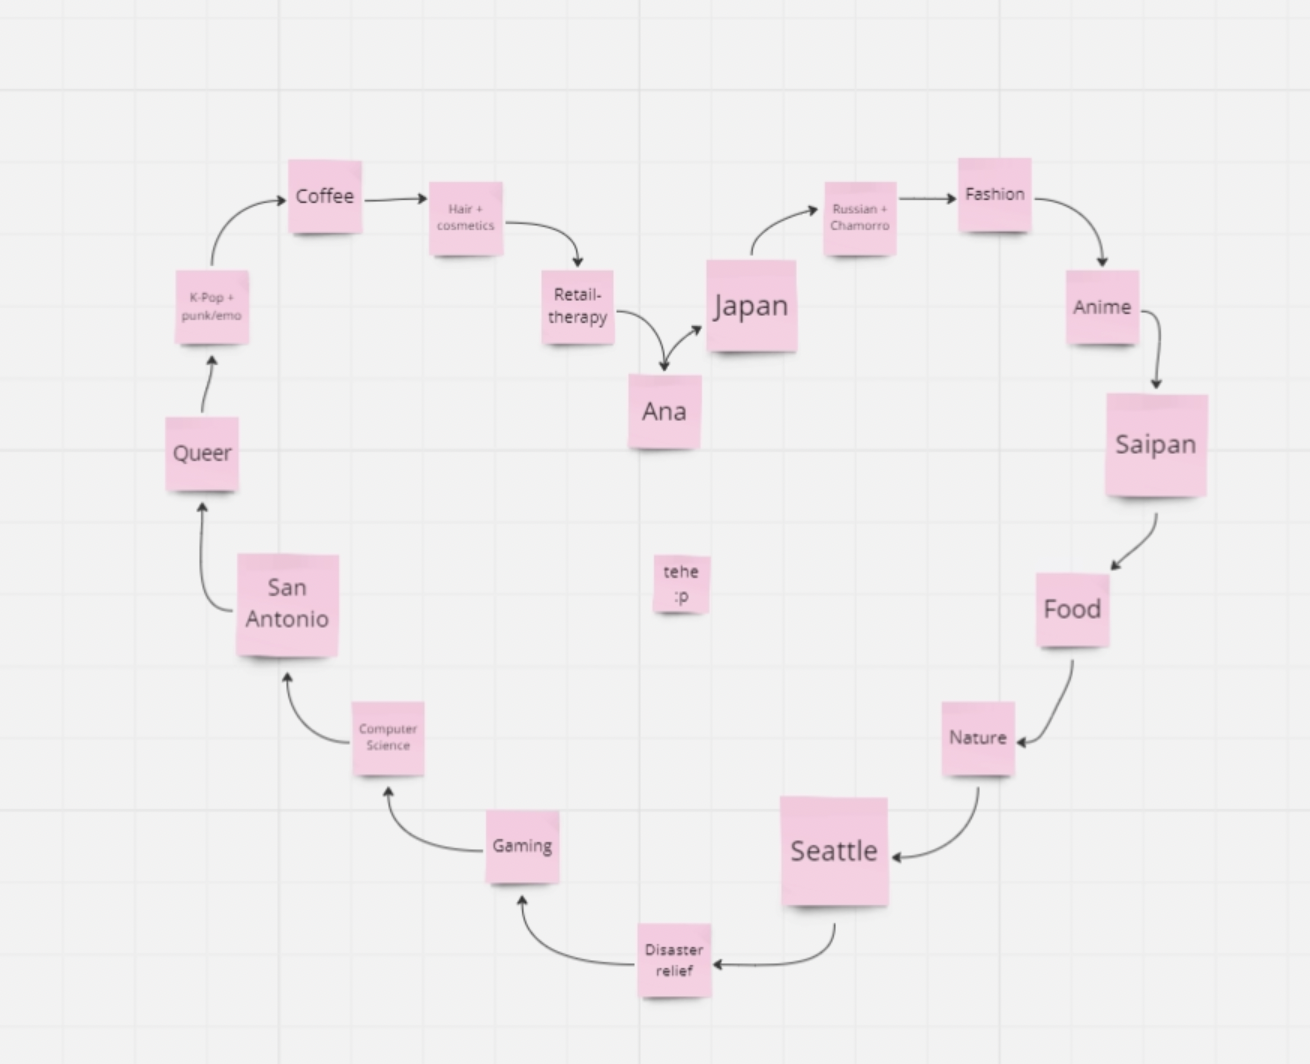 Coffee
Hair +
cosmetics
Retail-
therapy
Ana
Japan
Russian +
Chamorro
Fashion
Anime
Saipan
Food
Nature
Seattle
Disaster
relief
Gaming
Computer
Science
San
Antonio
Queer
K-Pop +
punk/emo
tehe
:p